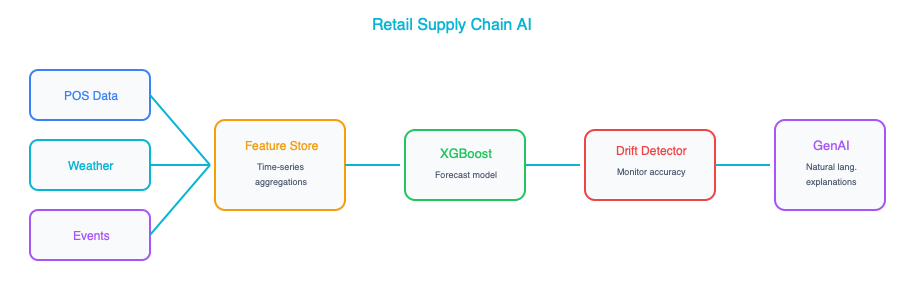 Retail Supply Chain AI
POS Data
Weather
Events
Feature Store
Time-series
aggregations
XGBoost
Forecast model
Drift Detector
Monitor accuracy
GenAI
Natural lang.
explanations